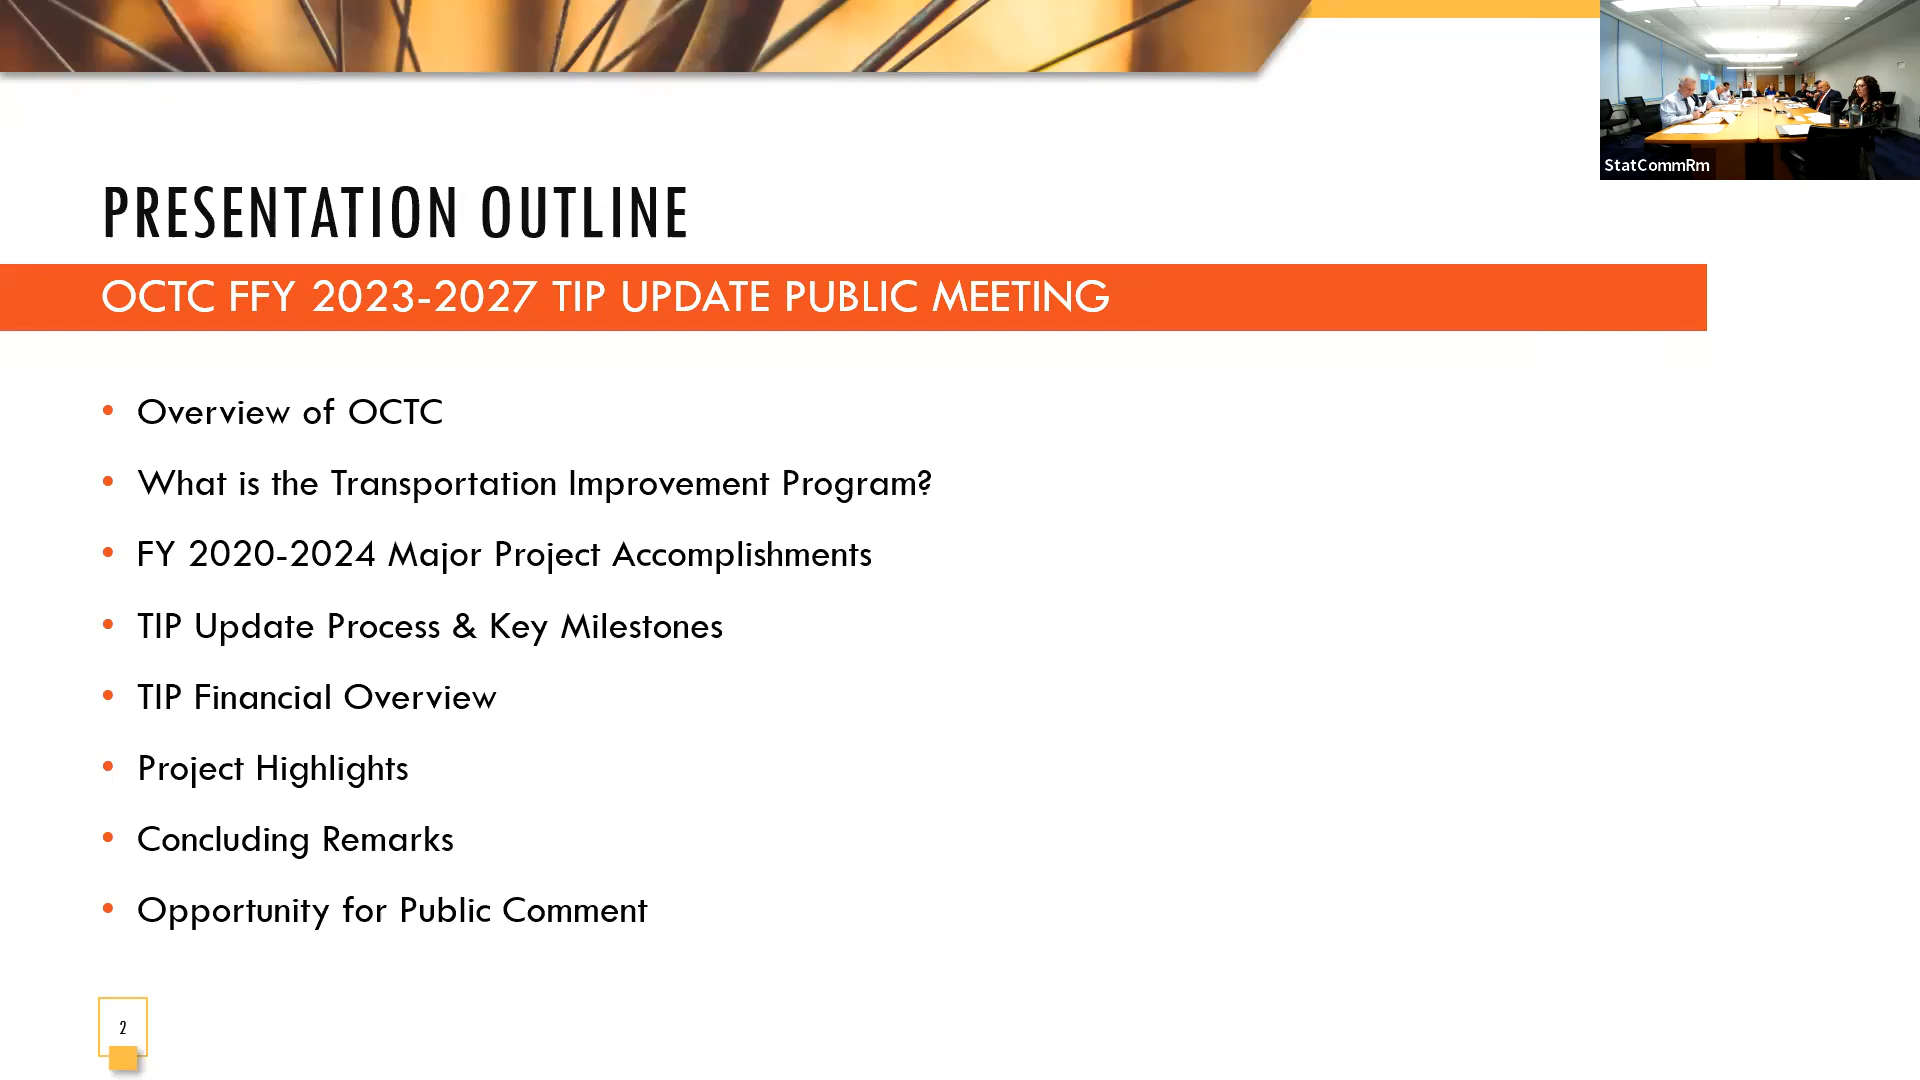 StatCommRm
PRESENTATION OUTLINE
OCTC FFY 2023-2027 TIP UPDATE PUBLIC MEETING
• Overview of OCTC
• What is the Transportation Improvement Program?
• FY 2020-2024 Major Project Accomplishments
• TIP Update Process & Key Milestones
• TIP Financial Overview
• Project Highlights
• Concluding Remarks
• Opportunity for Public Comment
2